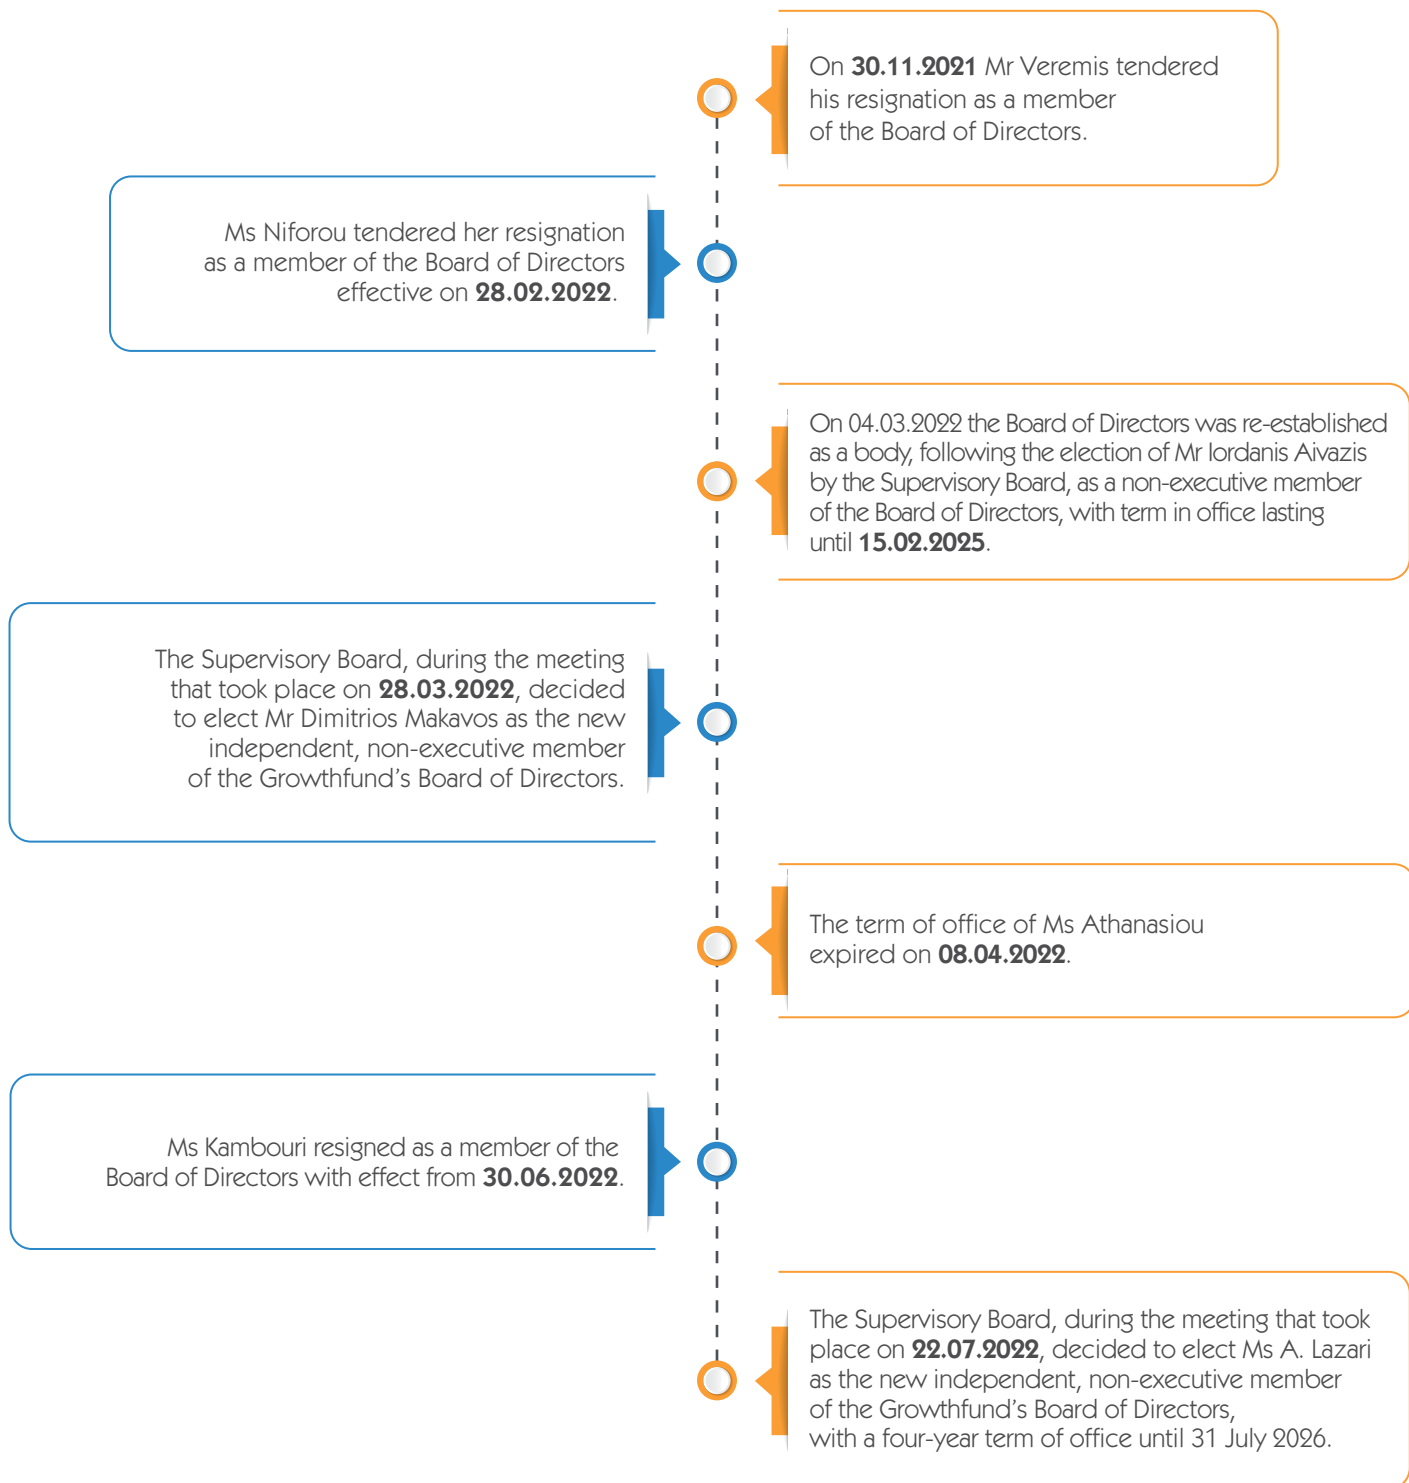 On 30.11.2021 Mr Veremis tendered
his resignation as a member
of the Board of Directors.
Ms Niforou tendered her resignation
as a member of the Board of Directors
effective on 28.02.2022.
On 04.03.2022 the Board of Directors was re-established
as a body, following the election of Mr Iordanis Aivazis
by the Supervisory Board, as a non-executive member
of the Board of Directors, with term in office lasting
until 15.02.2025.
The Supervisory Board, during the meeting
that took place on 28.03.2022, decided
to elect Mr Dimitrios Makavos as the new
independent, non-executive member
of the Growthfund's Board of Directors.
The term of office of Ms Athanasiou
expired on 08.04.2022.
Ms Kambouri resigned as a member of the
Board of Directors with effect from 30.06.2022.
The Supervisory Board, during the meeting that took
place on 22.07.2022, decided to elect Ms A. Lazari
as the new independent, non-executive member
of the Growthfund's Board of Directors,
with a four-year term of office until 31 July 2026.